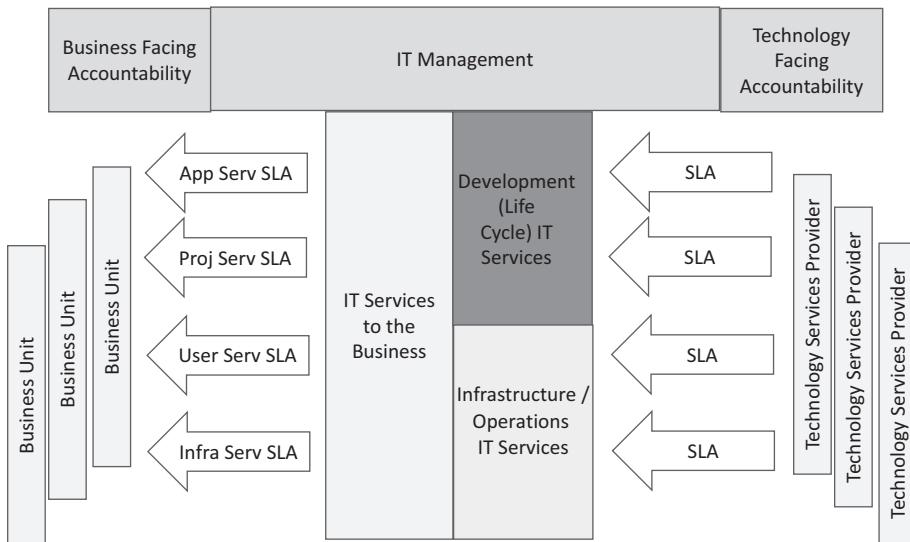 Business Facing
Accountability
IT Management
Technology
Facing
Accountability
App Serv SLA
Proj Serv SLA
User Serv SLA
Infra Serv SLA
Business Unit
Business Unit
Business Unit
IT Services
to the
Business
Development
(Life
Cycle) IT
Services
Infrastructure /
Operations
IT Services
SLA
SLA
SLA
SLA
Technology Services Provider
Technology Services Provider
Technology Services Provider